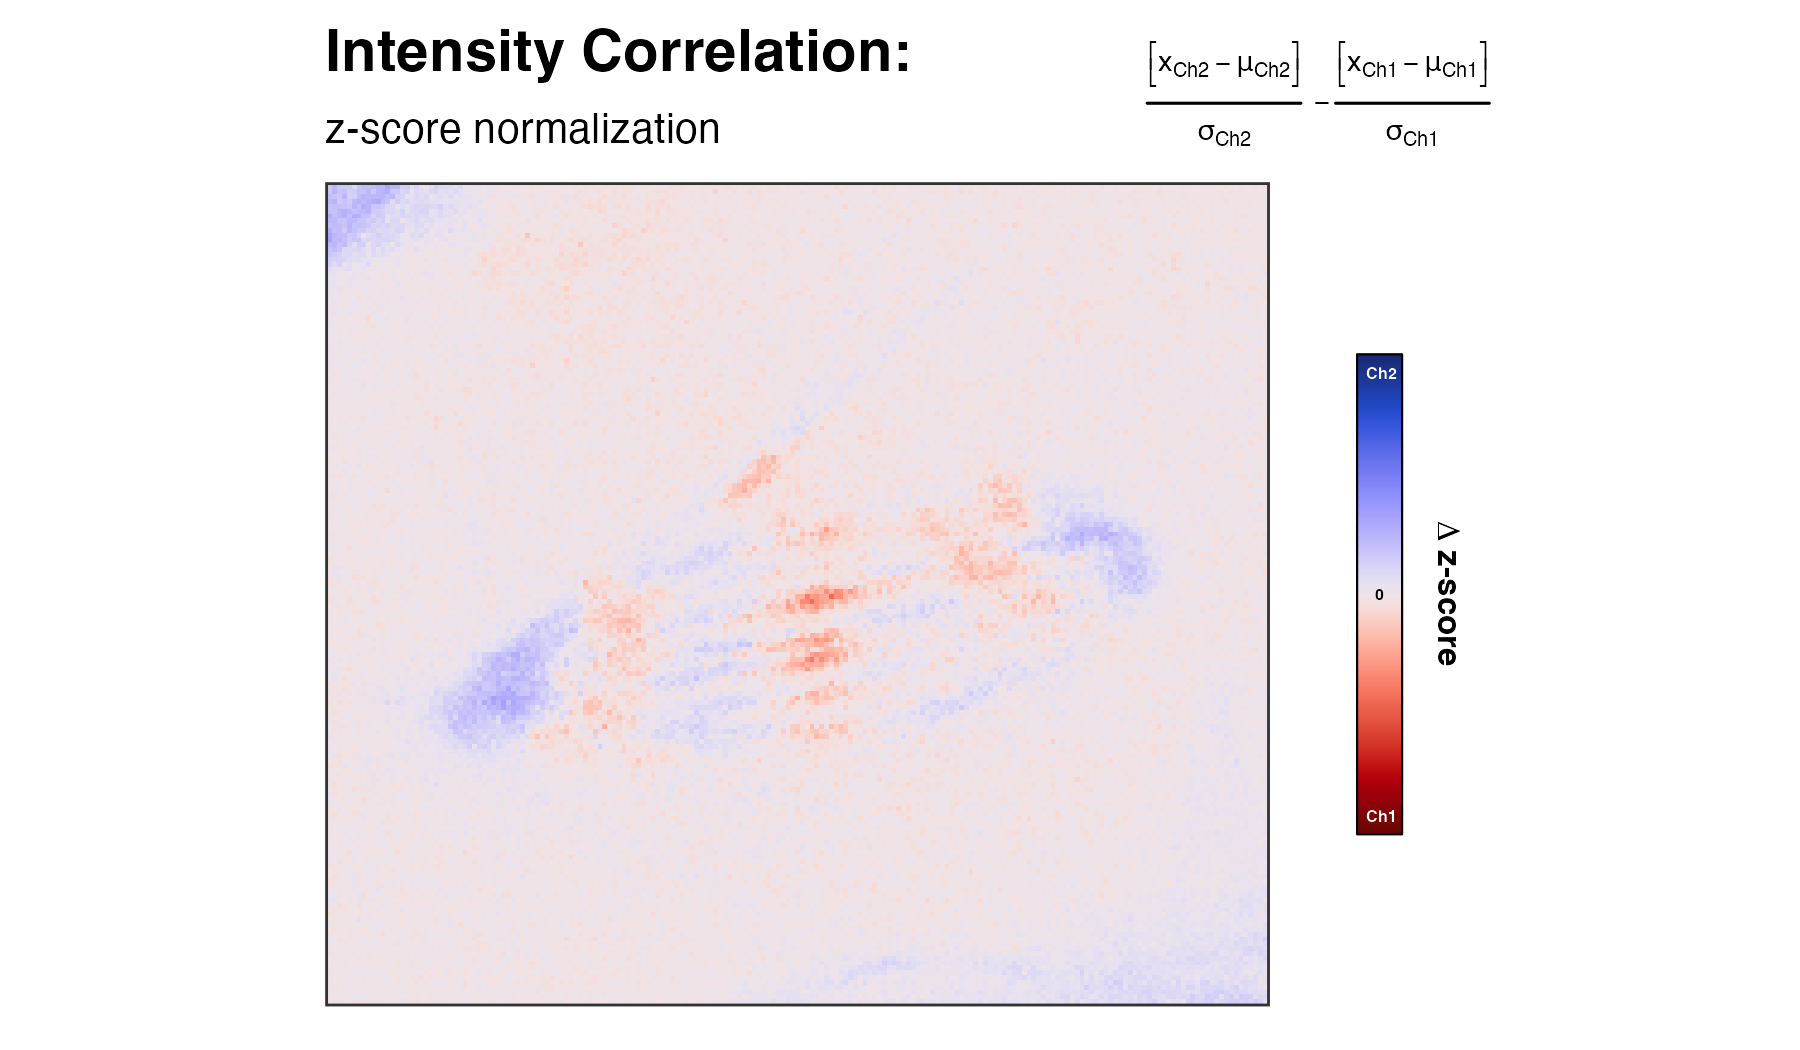 Intensity Correlation:
z-score normalization
[xCh2 – μCh2] [xCh1 – μCh1]
–
σCh2 σCh1
Ch2
0
Ch1
Δ z-score